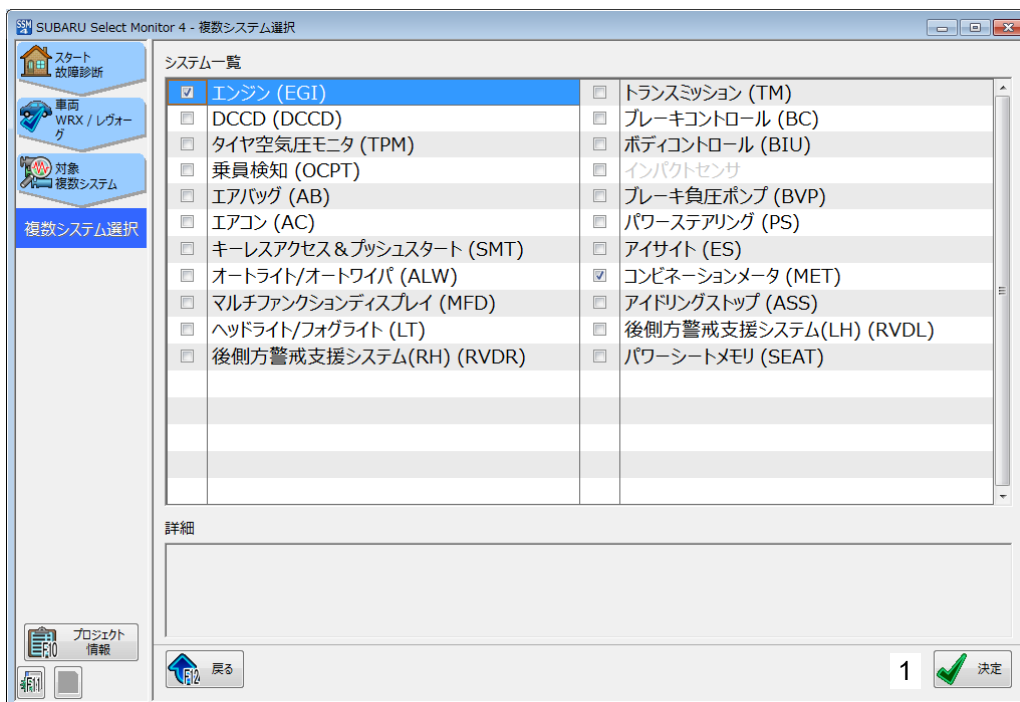 SUBARU Select Monitor 4 - 複数システム選択
スタート
故障診断
車両
WRX / レヴォー
グ
対象
複数システム
複数システム選択
システム一覧
エンジン (EGI)
トランスミッション (TM)
DCCD (DCCD)
ブレーキコントロール (BC)
タイヤ空気圧モニタ (TPM)
ボディコントロール (BIU)
乗員検知 (OCPT)
インパクトセンサ
エアバッグ (AB)
ブレーキ負圧ポンプ (BVP)
エアコン (AC)
パワーステアリング (PS)
キーレスアクセス＆プッシュスタート (SMT)
アイサイト (ES)
オートライト/オートワイパ (ALW)
コンビネーションメータ (MET)
マルチファンクションディスプレイ (MFD)
アイドリングストップ (ASS)
ヘッドライト/フォグライト (LT)
後側方警戒支援システム(LH) (RVDL)
後側方警戒支援システム(RH) (RVDR)
パワーシートメモリ (SEAT)
詳細
F10
プロジェクト
情報
F11
F12
戻る
1
決定